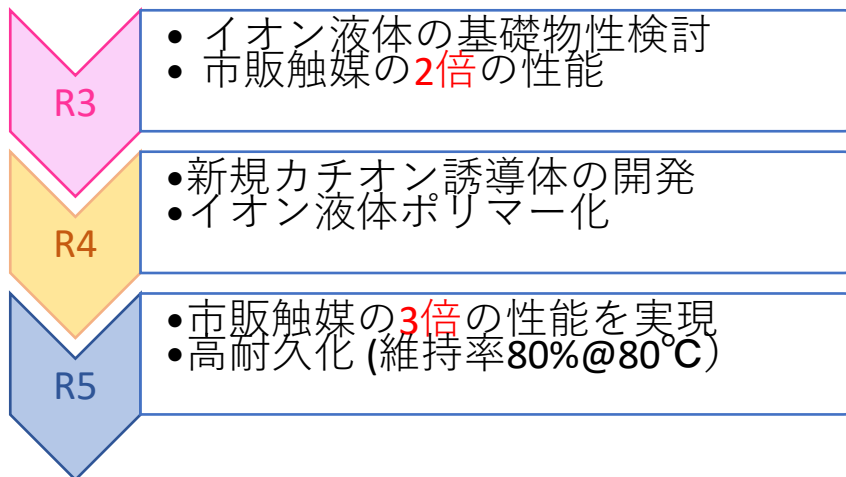 R3
• イオン液体の基礎物性検討
• 市販触媒の2倍の性能
R4
•新規カチオン誘導体の開発
•イオン液体ポリマー化
R5
•市販触媒の3倍の性能を実現
•高耐久化 (維持率80%@80℃）